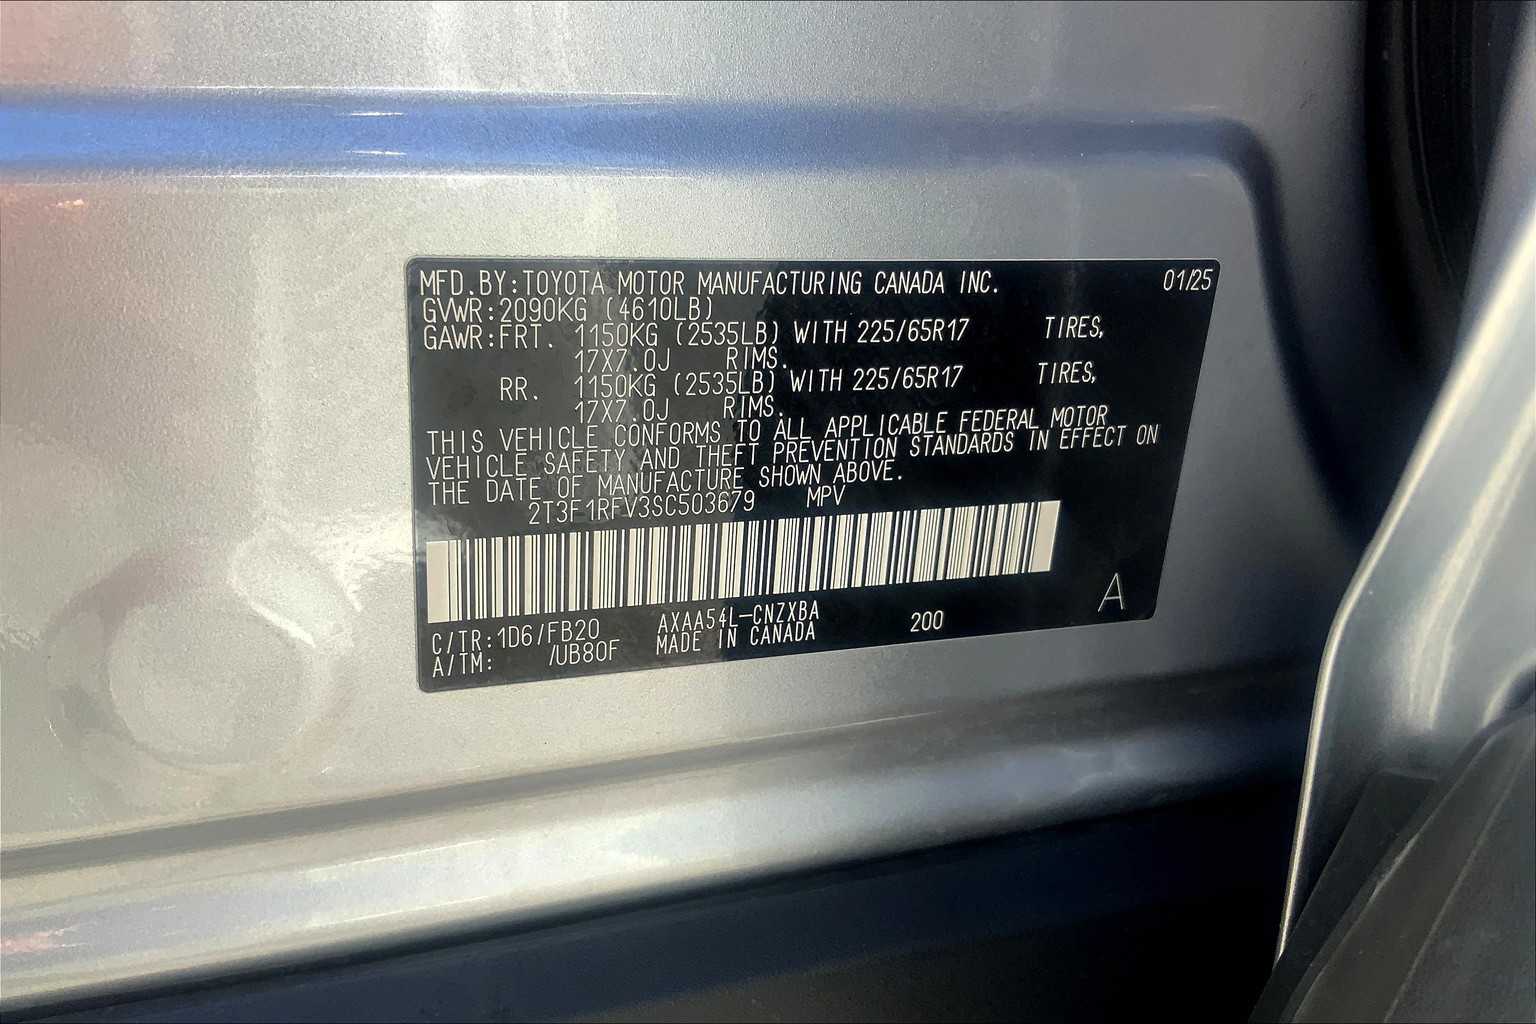 MFD.BY:TOYOTA MOTOR MANUFACTURING CANADA INC. 01/25
GVWR:2090KG (4610LB)
GAWR:FRT. 1150KG (2535LB) WITH 225/65R17 TIRES,
17X7.0J RIMS.
RR. 1150KG (2535LB) WITH 225/65R17 TIRES,
17X7.0J RIMS.
THIS VEHICLE CONFORMS TO ALL APPLICABLE FEDERAL MOTOR
VEHICLE SAFETY AND THEFT PREVENTION STANDARDS IN EFFECT ON
THE DATE OF MANUFACTURE SHOWN ABOVE.
2T3F1RFV3SC503679 MPV
C/TR:1D6/FB20 AXAA54L-CNZXBA 200 A
A/TM: /UB80F MADE IN CANADA